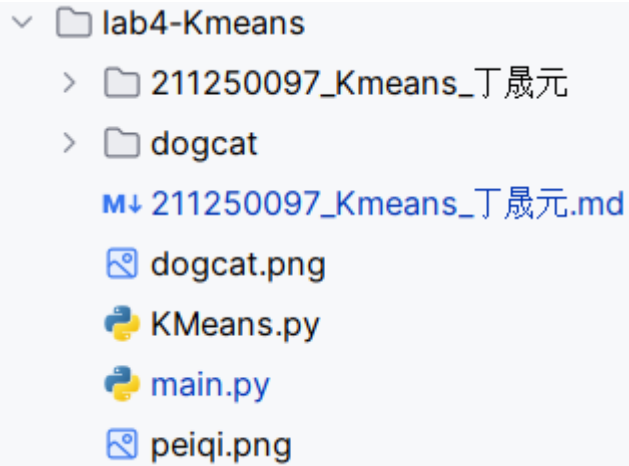 lab4-Kmeans
211250097_Kmeans_丁晟元
dogcat
M↓ 211250097_Kmeans_丁晟元.md
dogcat.png
KMeans.py
main.py
peiqi.png